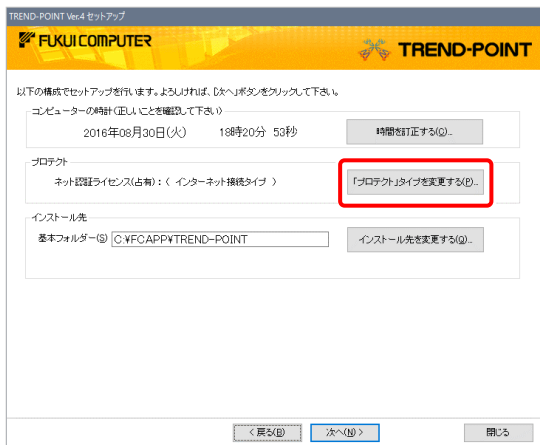 TREND-POINT Ver.4 セットアップ
FUKUI COMPUTER
TREND-POINT
以下の構成でセットアップを行います。よろしければ、[次へ]ボタンをクリックして下さい。
コンピューターの時計(正しいことを確認して下さい)
2016年08月30日(火) 18時20分 53秒 時間を訂正する(C)...
プロテクト
ネット認証ライセンス(占有) : ( インターネット接続タイプ ) 「プロテクト」タイプを変更する(P)...
インストール先
基本フォルダー(S) C:¥FCAPP¥TREND-POINT インストール先を変更する(O)...
< 戻る(B) 次へ(N) > 閉じる